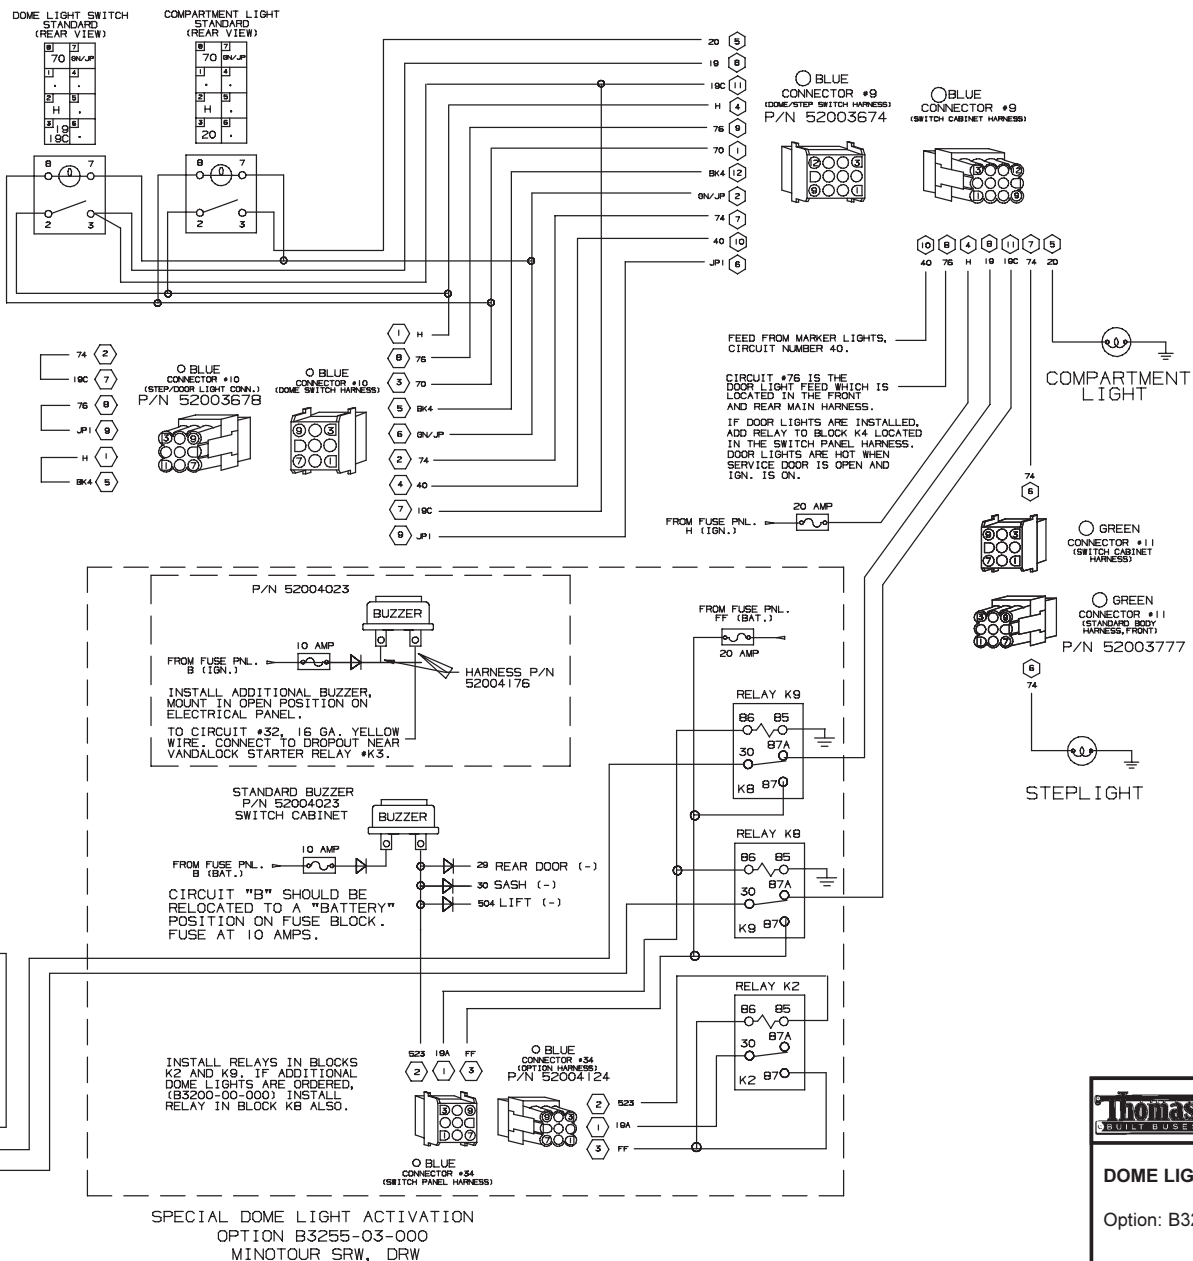 DOME LIGHT SWITCH
STANDARD
(REAR VIEW)
8 7
70 GN/JP
1 4
. .
2 5
H .
3 6
19 .
19C
COMPARTMENT LIGHT
STANDARD
(REAR VIEW)
8 7
70 GN/JP
1 4
. .
2 5
H .
3 6
20 .
8 7
2 3
8 7
2 3
20 5
19 8
19C 11
H 4
76 9
70 1
BK4 12
GN/JP 2
74 7
40 10
JP1 6
BLUE
CONNECTOR #9
(DOME/STEP SWITCH HARNESS)
P/N 52003674
BLUE
CONNECTOR #9
(SWITCH CABINET HARNESS)
10 8 4 9 11 7 5
40 76 H 19 19C 74 20
FEED FROM MARKER LIGHTS,
CIRCUIT NUMBER 40.
CIRCUIT #76 IS THE
DOOR LIGHT FEED WHICH IS
LOCATED IN THE FRONT
AND REAR MAIN HARNESS.
IF DOOR LIGHTS ARE INSTALLED,
ADD RELAY TO BLOCK K4 LOCATED
IN THE SWITCH PANEL HARNESS.
DOOR LIGHTS ARE HOT WHEN
SERVICE DOOR IS OPEN AND
IGN. IS ON.
20 AMP
FROM FUSE PNL.
H (IGN.)
COMPARTMENT
LIGHT
74
6
GREEN
CONNECTOR #11
(SWITCH CABINET
HARNESS)
GREEN
CONNECTOR #11
(STANDARD BODY
HARNESS, FRONT)
P/N 52003777
6
74
STEPLIGHT
74 2
19C 7
76 8
JP1 9
H 1
BK4 5
BLUE
CONNECTOR #10
(STEP/DOOR LIGHT CONN.)
P/N 52003678
BLUE
CONNECTOR #10
(DOME SWITCH HARNESS)
1 H
8 76
3 70
5 BK4
6 GN/JP
2 74
4 40
7 19C
9 JP1
P/N 52004023
BUZZER
10 AMP
FROM FUSE PNL.
B (IGN.)
HARNESS P/N
52004176
INSTALL ADDITIONAL BUZZER,
MOUNT IN OPEN POSITION ON
ELECTRICAL PANEL.
TO CIRCUIT #32, 16 GA. YELLOW
WIRE. CONNECT TO DROPOUT NEAR
VANDALOCK STARTER RELAY #K3.
STANDARD BUZZER
P/N 52004023
SWITCH CABINET
BUZZER
10 AMP
FROM FUSE PNL.
B (BAT.)
29 REAR DOOR (-)
30 SASH (-)
504 LIFT (-)
CIRCUIT "B" SHOULD BE
RELOCATED TO A "BATTERY"
POSITION ON FUSE BLOCK.
FUSE AT 10 AMPS.
FROM FUSE PNL.
FF (BAT.)
20 AMP
RELAY K9
86 85
30 87A
K8 87
RELAY K8
86 85
30 87A
K9 87
RELAY K2
86 85
30 87A
K2 87
INSTALL RELAYS IN BLOCKS
K2 AND K9. IF ADDITIONAL
DOME LIGHTS ARE ORDERED,
(B3200-00-000) INSTALL
RELAY IN BLOCK K8 ALSO.
523 19A FF
2 1 3
BLUE
CONNECTOR #34
(OPTION HARNESS)
P/N 52004124
2 523
1 19A
3 FF
BLUE
CONNECTOR #34
(SWITCH PANEL HARNESS)
SPECIAL DOME LIGHT ACTIVATION
OPTION B3255-03-000
MINOTOUR SRW, DRW
Thomas
BUILT BUSES
DOME LIG
Option: B32